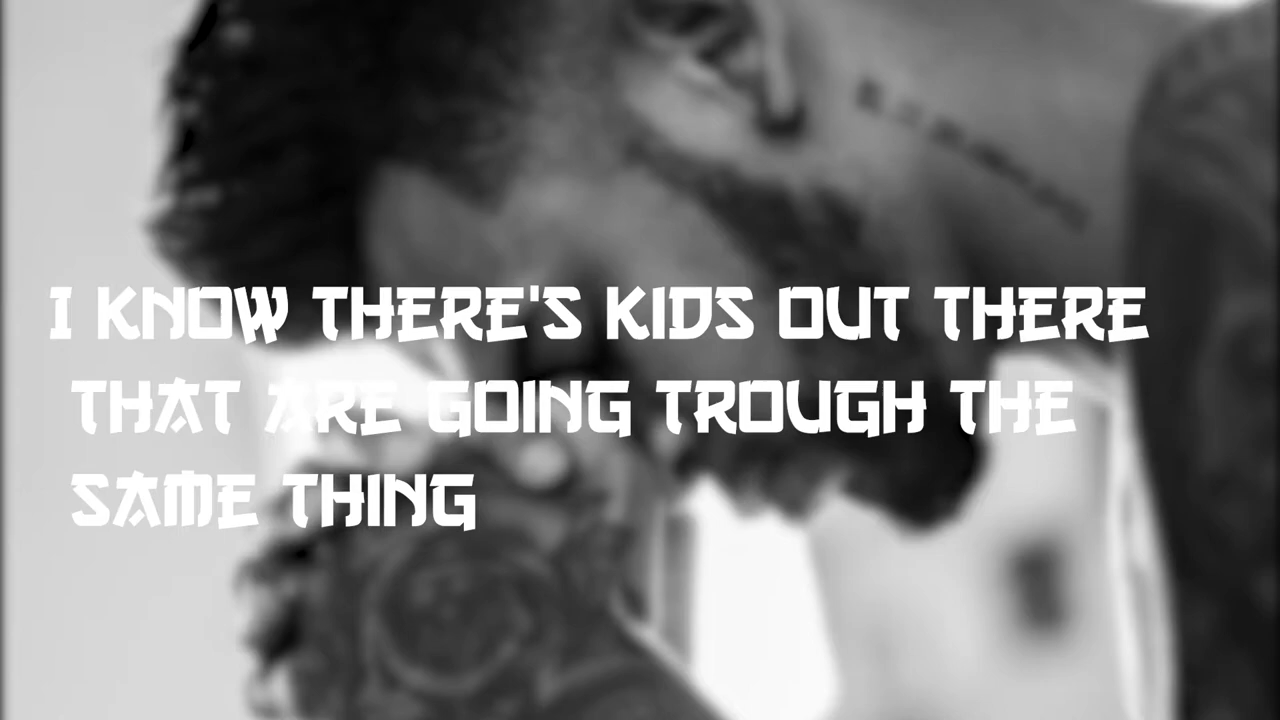 I KNOW THERE'S KIDS OUT THERE
THAT ARE GOING TROUGH THE
SAME THING